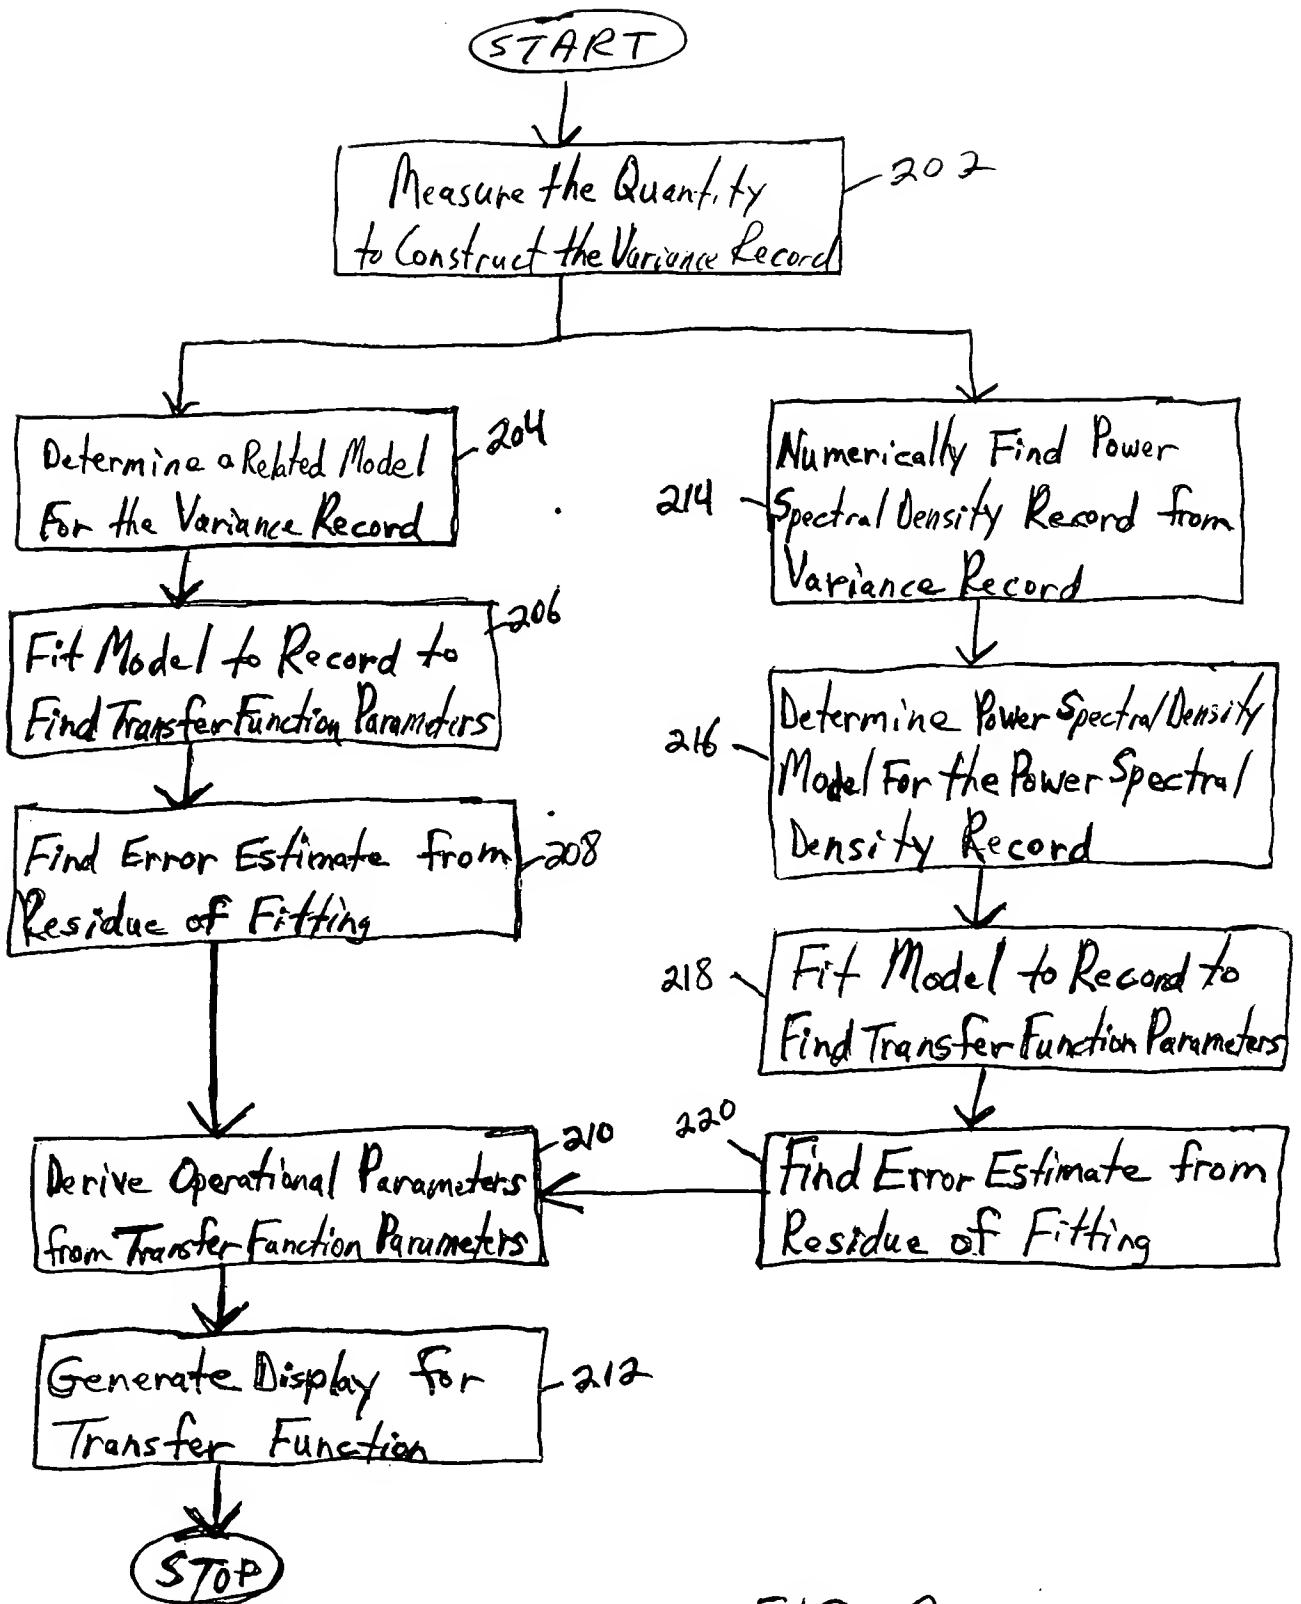 START
Measure the Quantity
to Construct the Variance Record
202
Determine a Related Model
For the Variance Record
204
Fit Model to Record to
Find Transfer Function Parameters
206
Find Error Estimate from
Residue of Fitting
208
Numerically Find Power
Spectral Density Record from
Variance Record
214
Determine Power Spectral Density
Model For the Power Spectral
Density Record
216
Fit Model to Record to
Find Transfer Function Parameters
218
Find Error Estimate from
Residue of Fitting
220
Derive Operational Parameters
from Transfer Function Parameters
210
Generate Display for
Transfer Function
212
STOP